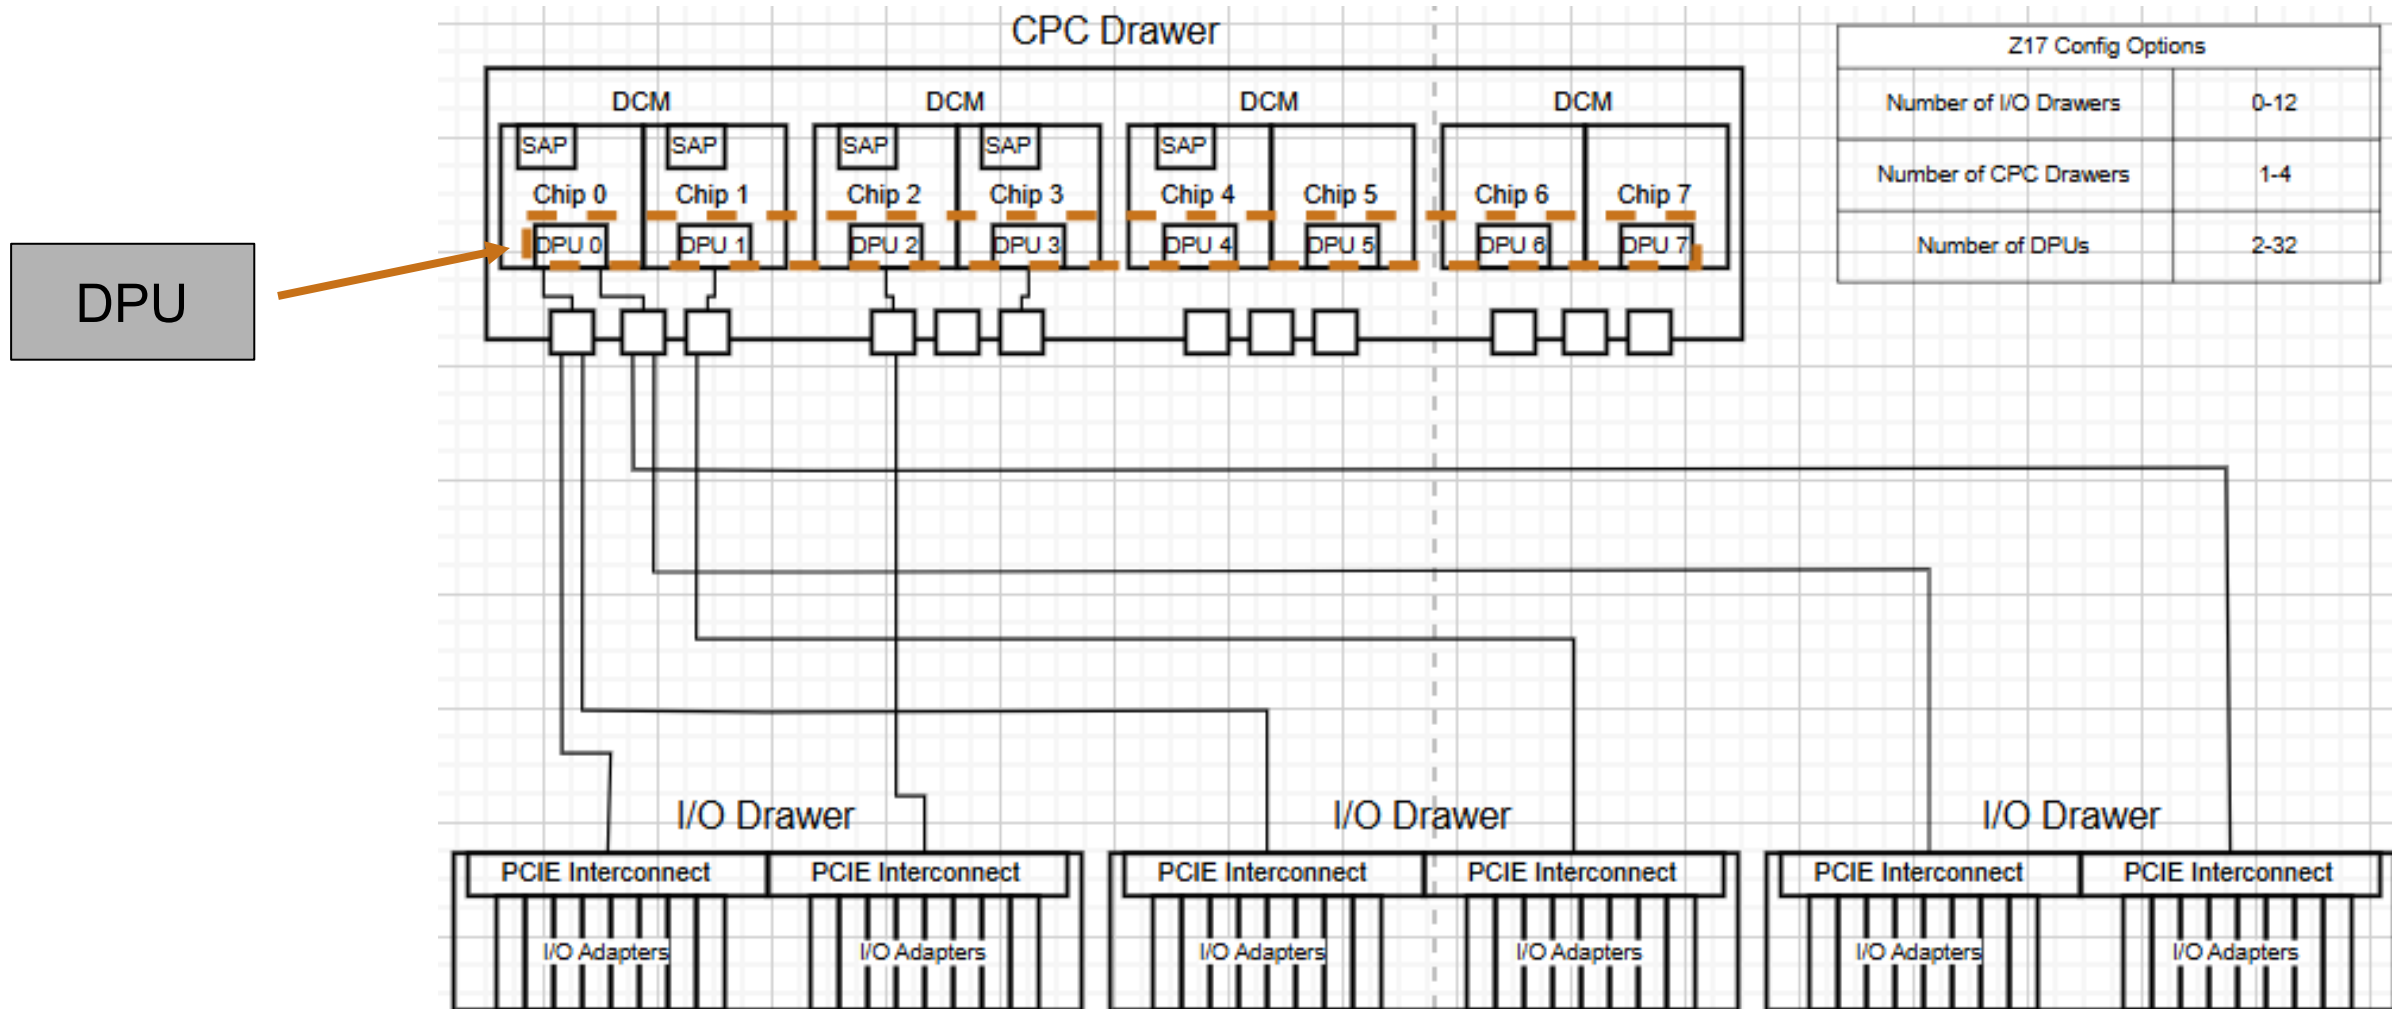 CPC Drawer
Z17 Config Options
Number of I/O Drawers 0-12
Number of CPC Drawers 1-4
Number of DPUs 2-32
DCM DCM DCM DCM
SAP SAP SAP SAP SAP
Chip 0 Chip 1 Chip 2 Chip 3 Chip 4 Chip 5 Chip 6 Chip 7
DPU 0 DPU 1 DPU 2 DPU 3 DPU 4 DPU 5 DPU 6 DPU 7
DPU
I/O Drawer I/O Drawer I/O Drawer
PCIE Interconnect PCIE Interconnect PCIE Interconnect PCIE Interconnect PCIE Interconnect PCIE Interconnect
I/O Adapters I/O Adapters I/O Adapters I/O Adapters I/O Adapters I/O Adapters